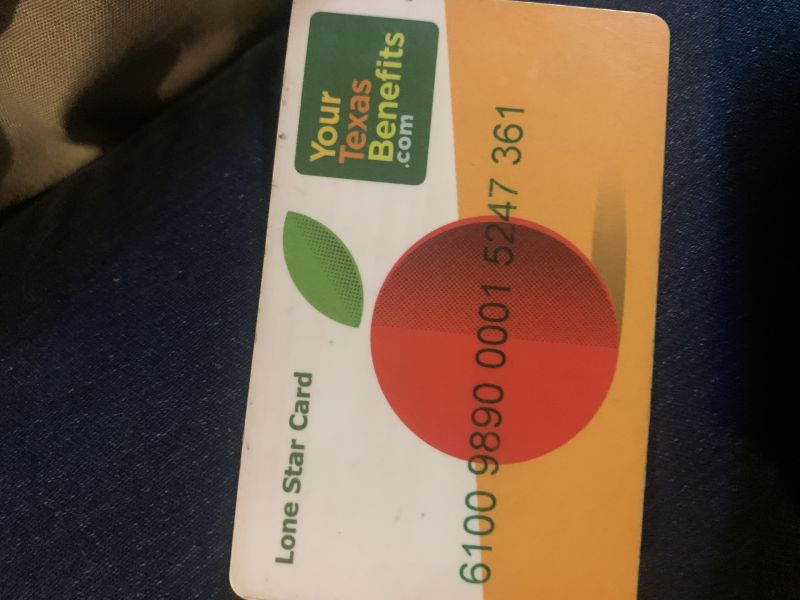 Your
Texas
Benefits
.com
Lone Star Card
6100 9890 0001 5247 361